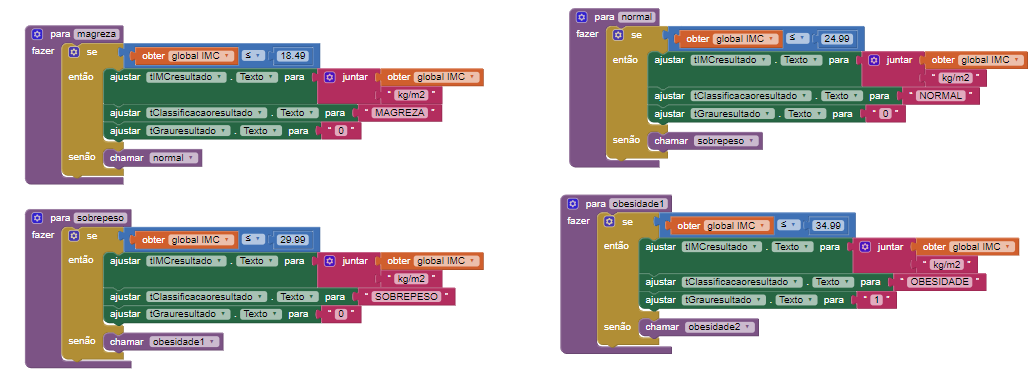 para magreza
fazer se obter global IMC ≤ 18.49
então ajustar tIMCresultado . Texto para juntar obter global IMC
" kg/m2 "
ajustar tClassificacaoresultado . Texto para " MAGREZA "
ajustar tGrauresultado . Texto para " 0 "
senão chamar normal
para normal
fazer se obter global IMC ≤ 24.99
então ajustar tIMCresultado . Texto para juntar obter global IMC
" kg/m2 "
ajustar tClassificacaoresultado . Texto para " NORMAL "
ajustar tGrauresultado . Texto para " 0 "
senão chamar sobrepeso
para sobrepeso
fazer se obter global IMC ≤ 29.99
então ajustar tIMCresultado . Texto para juntar obter global IMC
" kg/m2 "
ajustar tClassificacaoresultado . Texto para " SOBREPESO "
ajustar tGrauresultado . Texto para " 0 "
senão chamar obesidade1
para obesidade1
fazer se obter global IMC ≤ 34.99
então ajustar tIMCresultado . Texto para juntar obter global IMC
" kg/m2 "
ajustar tClassificacaoresultado . Texto para " OBESIDADE "
ajustar tGrauresultado . Texto para " 1 "
senão chamar obesidade2